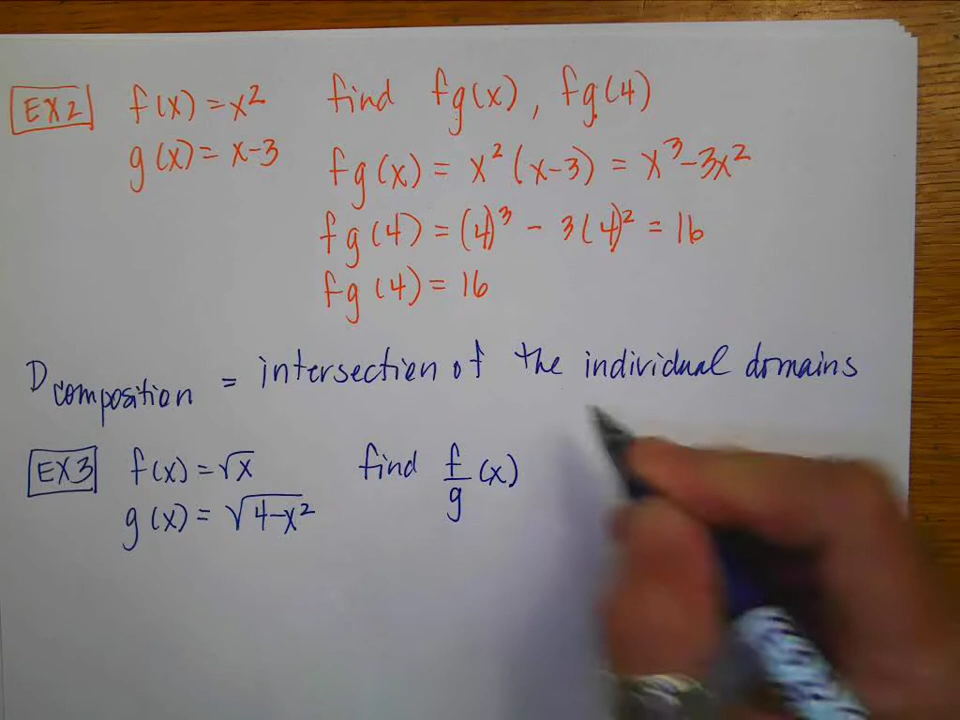 EX2 f(x) = x² find fg(x), fg(4)
g(x) = x-3 fg(x) = x²(x-3) = x³-3x²
fg(4) = (4)³ - 3(4)² = 16
fg(4) = 16
D composition = intersection of the individual domains
EX3 f(x) = √x find f/g (x)
g(x) = √(4-x²)